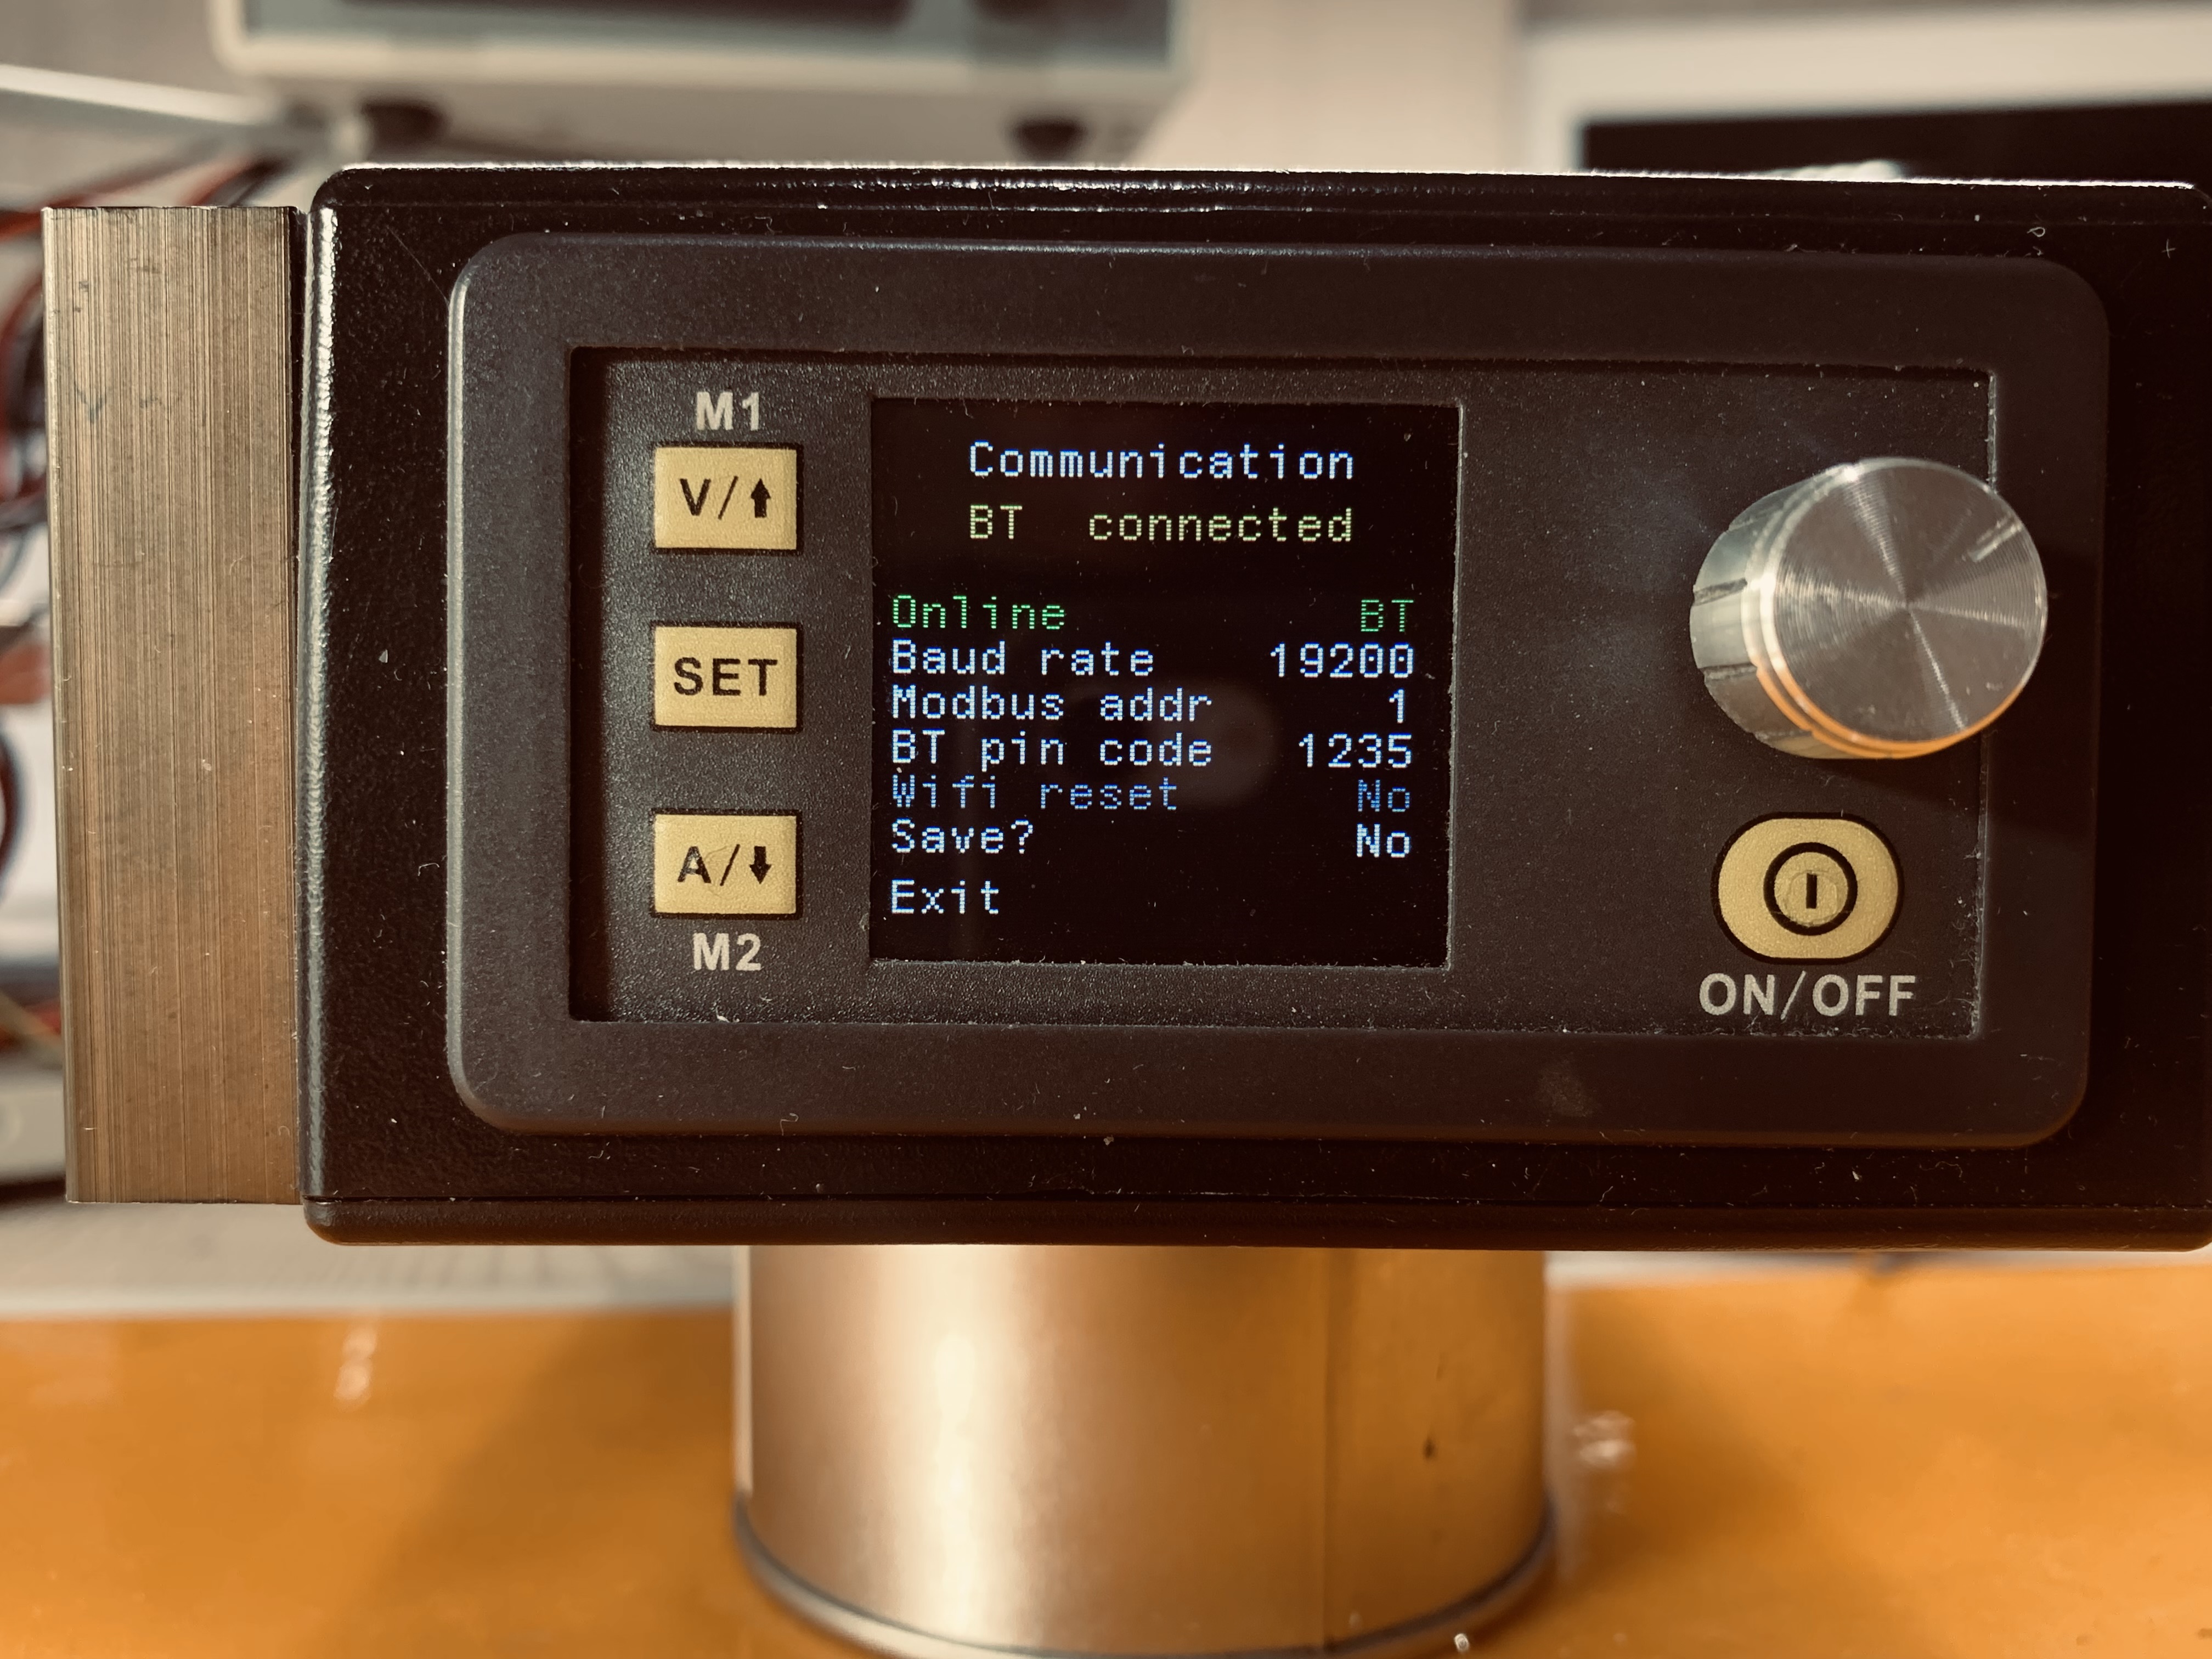 M1
V/⬆
SET
A/⬇
M2
Communication
BT connected
Online BT
Baud rate 19200
Modbus addr 1
BT pin code 1235
Wifi reset No
Save? No
Exit
ON/OFF